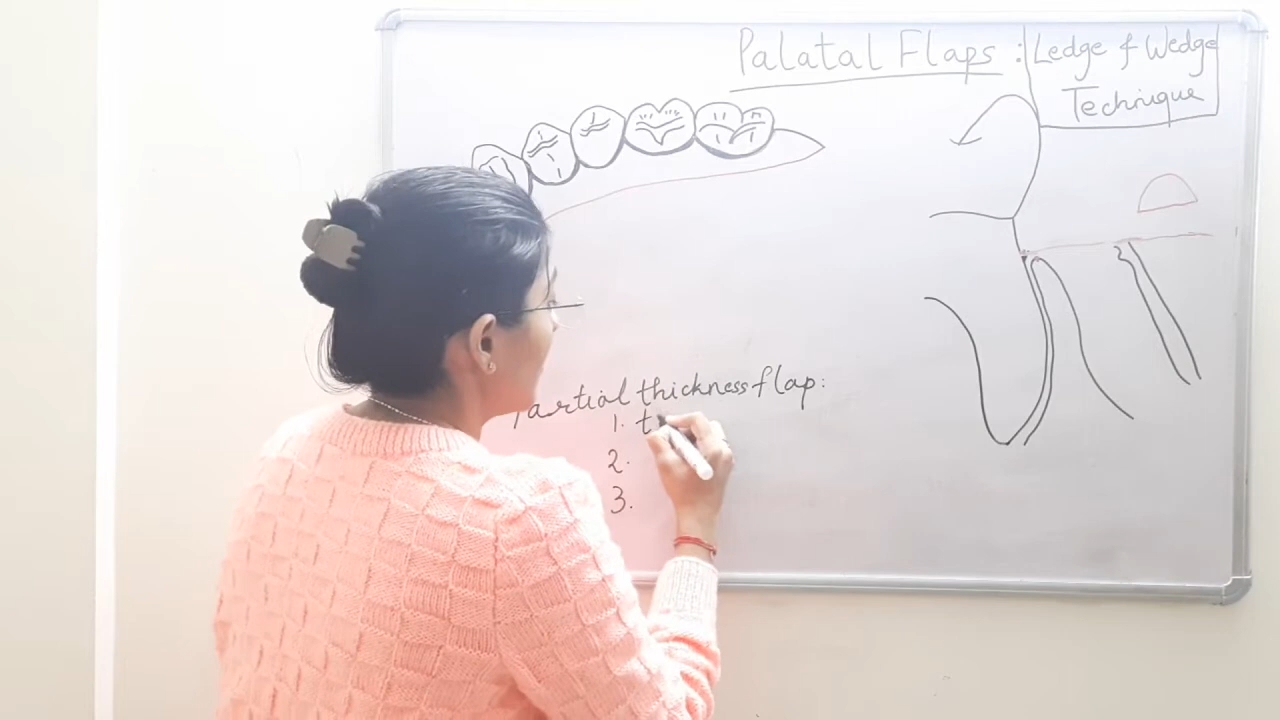 Palatal Flaps : Ledge & Wedge
Technique
Partial thickness flap:
1. t
2.
3.